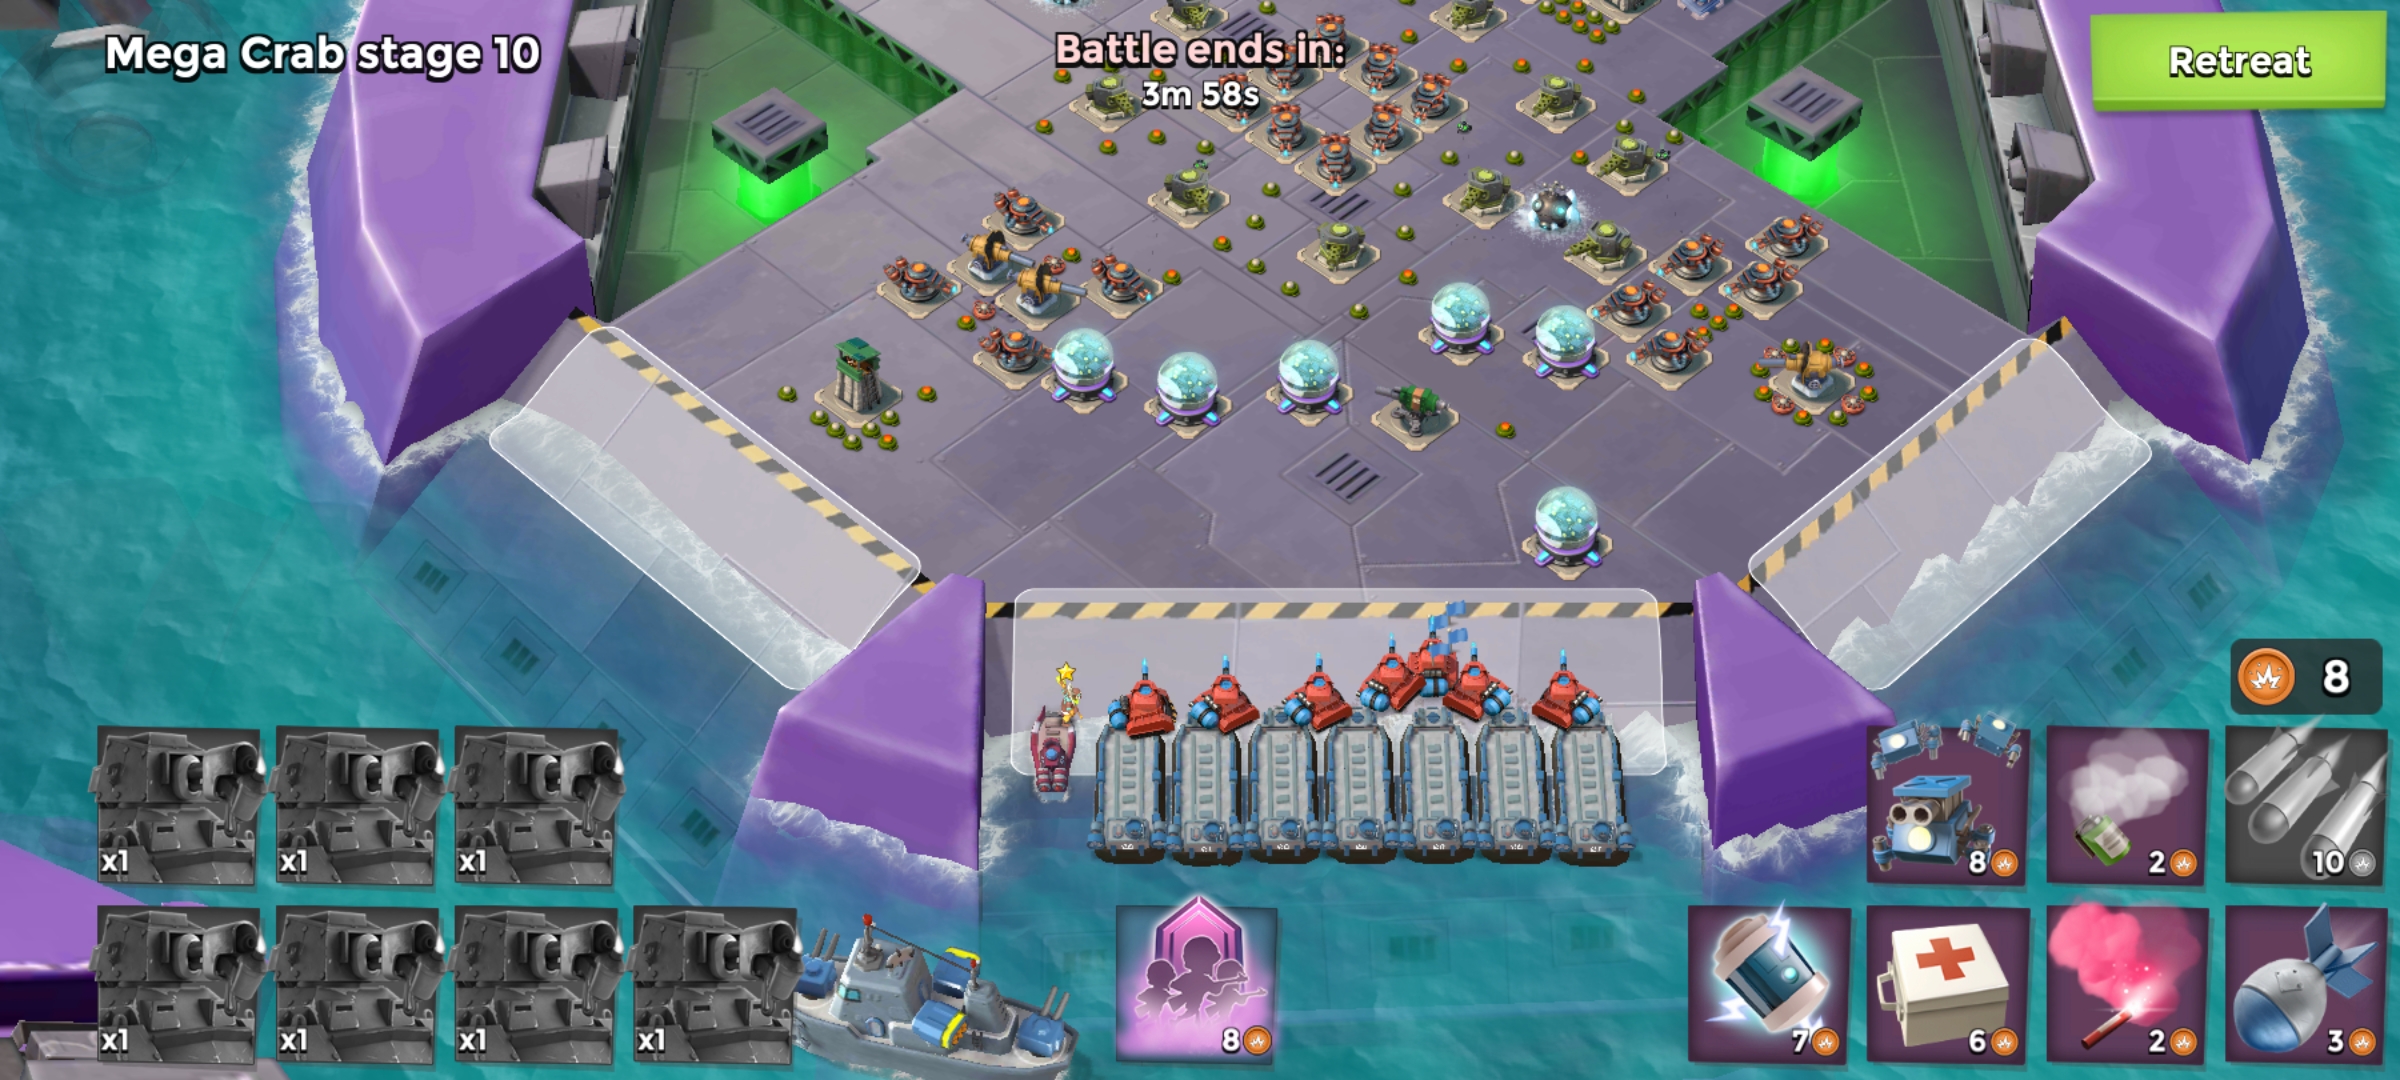 Mega Crab stage 10
Battle ends in:
3m 58s
Retreat
8
x1
x1
x1
8
2
10
x1
x1
x1
x1
8
7
6
2
3